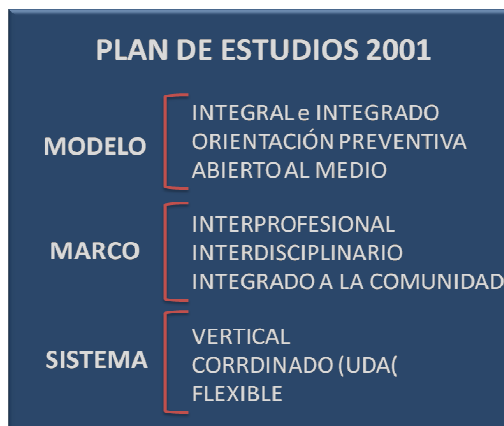 PLAN DE ESTUDIOS 2001
MODELO
INTEGRAL e INTEGRADO
ORIENTACIÓN PREVENTIVA
ABIERTO AL MEDIO
MARCO
INTERPROFESIONAL
INTERDISCIPLINARIO
INTEGRADO A LA COMUNIDAD
SISTEMA
VERTICAL
CORRDINADO (UDA(
FLEXIBLE